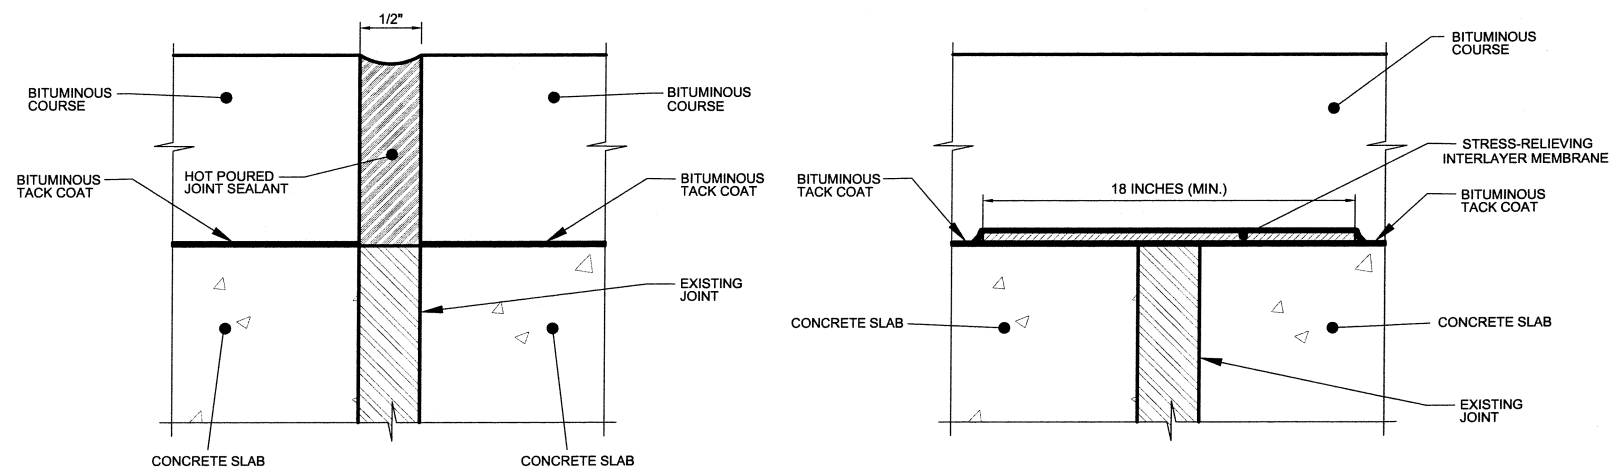 1/2"
BITUMINOUS
COURSE
BITUMINOUS
COURSE
HOT POURED
JOINT SEALANT
BITUMINOUS
TACK COAT
BITUMINOUS
TACK COAT
EXISTING
JOINT
CONCRETE SLAB
CONCRETE SLAB
BITUMINOUS
COURSE
STRESS-RELIEVING
INTERLAYER MEMBRANE
BITUMINOUS
TACK COAT
18 INCHES (MIN.)
BITUMINOUS
TACK COAT
CONCRETE SLAB
CONCRETE SLAB
EXISTING
JOINT